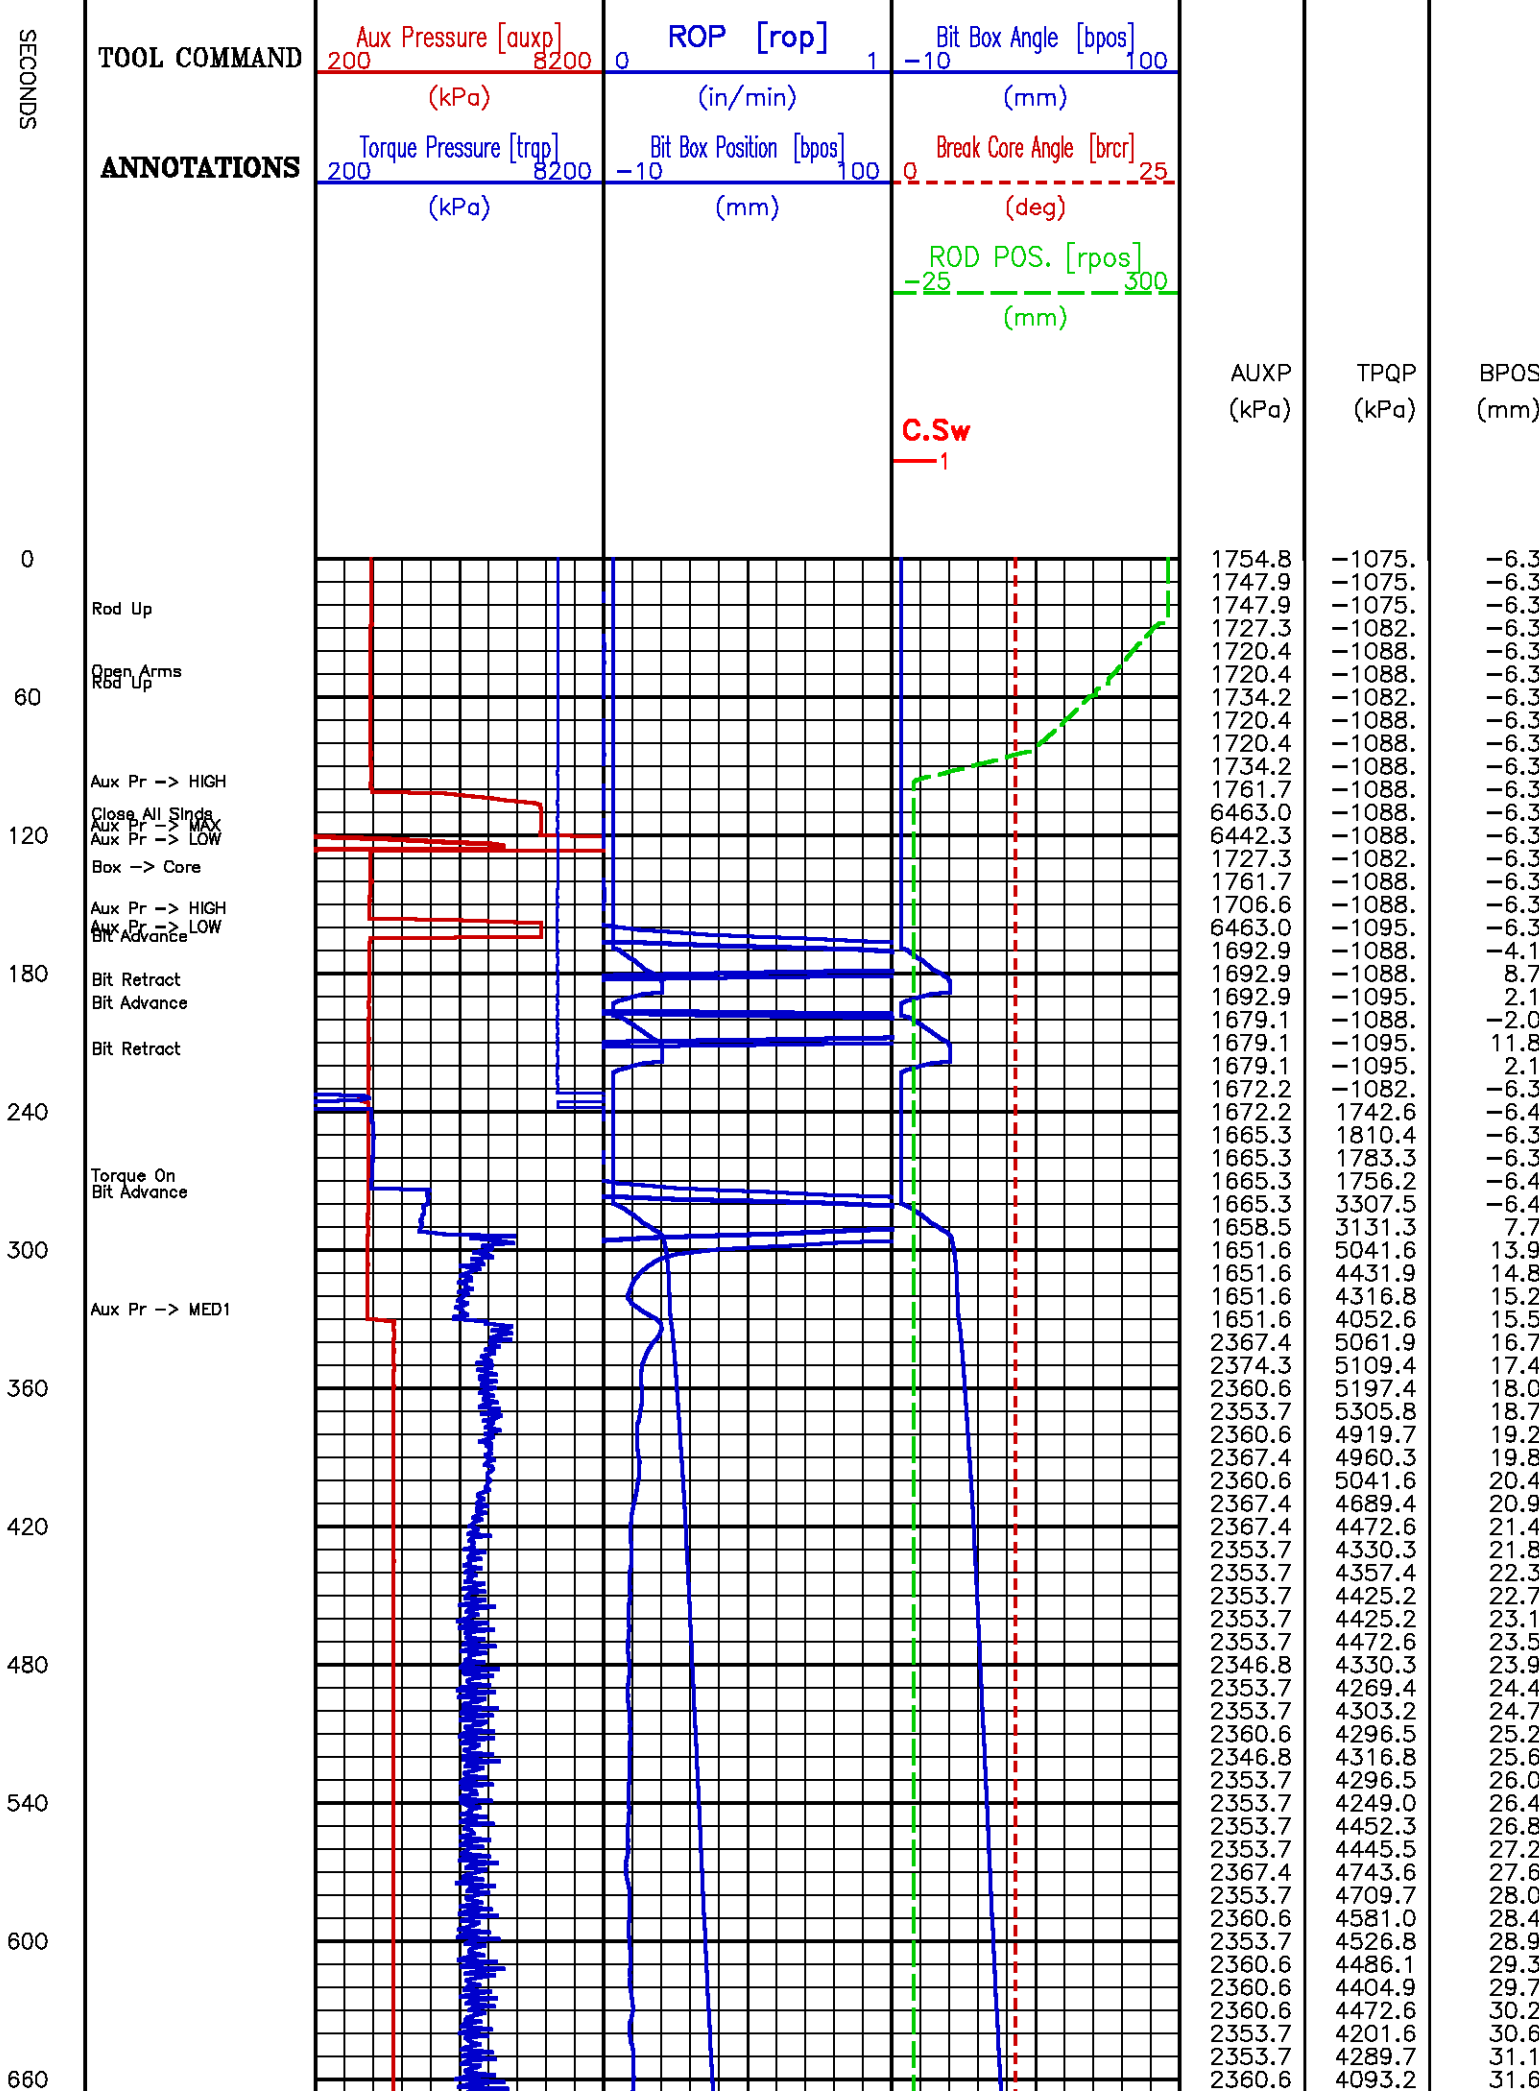 SECONDS
TOOL COMMAND
ANNOTATIONS
Aux Pressure [auxp]
200 8200
(kPa)
Torque Pressure [trqp]
200 8200
(kPa)
ROP [rop]
0 1
(in/min)
Bit Box Position [bpos]
-10 100
(mm)
Bit Box Angle [bpos]
-10 100
(mm)
Break Core Angle [brcr]
0 25
(deg)
ROD POS. [rpos]
-25 300
(mm)
C.Sw
1
AUXP TPQP BPOS
(kPa) (kPa) (mm)
0 1754.8 -1075. -6.3
1747.9 -1075. -6.3
Rod Up 1747.9 -1075. -6.3
1727.3 -1082. -6.3
1720.4 -1088. -6.3
Open Arms 1720.4 -1088. -6.3
Rod Up
60 1734.2 -1082. -6.3
1720.4 -1088. -6.3
1720.4 -1088. -6.3
1734.2 -1088. -6.3
Aux Pr -> HIGH 1761.7 -1088. -6.3
Close All Slnds 6463.0 -1088. -6.3
Aux Pr -> MAX
120 Aux Pr -> LOW 6442.3 -1088. -6.3
1727.3 -1082. -6.3
Box -> Core 1761.7 -1088. -6.3
Aux Pr -> HIGH 1706.6 -1088. -6.3
Aux Pr -> LOW 6463.0 -1095. -6.3
Bit Advance
1692.9 -1088. -4.1
180 Bit Retract 1692.9 -1088. 8.7
Bit Advance 1692.9 -1095. 2.1
1679.1 -1088. -2.0
Bit Retract 1679.1 -1095. 11.8
1679.1 -1095. 2.1
1672.2 -1082. -6.3
240 1672.2 1742.6 -6.4
1665.3 1810.4 -6.3
1665.3 1783.3 -6.3
Torque On 1665.3 1756.2 -6.4
Bit Advance
1665.3 3307.5 -6.4
1658.5 3131.3 7.7
300 1651.6 5041.6 13.9
1651.6 4431.9 14.8
Aux Pr -> MED1 1651.6 4316.8 15.2
1651.6 4052.6 15.5
2367.4 5061.9 16.7
2374.3 5109.4 17.4
360 2360.6 5197.4 18.0
2353.7 5305.8 18.7
2360.6 4919.7 19.2
2367.4 4960.3 19.8
2360.6 5041.6 20.4
2367.4 4689.4 20.9
420 2367.4 4472.6 21.4
2353.7 4330.3 21.8
2353.7 4357.4 22.3
2353.7 4425.2 22.7
2353.7 4425.2 23.1
2353.7 4472.6 23.5
480 2346.8 4330.3 23.9
2353.7 4269.4 24.4
2353.7 4303.2 24.7
2360.6 4296.5 25.2
2346.8 4316.8 25.6
2353.7 4296.5 26.0
540 2353.7 4249.0 26.4
2353.7 4452.3 26.8
2353.7 4445.5 27.2
2367.4 4743.6 27.6
2353.7 4709.7 28.0
2360.6 4581.0 28.4
600 2353.7 4526.8 28.9
2360.6 4486.1 29.3
2360.6 4404.9 29.7
2360.6 4472.6 30.2
2353.7 4201.6 30.6
2353.7 4289.7 31.1
660 2360.6 4093.2 31.6